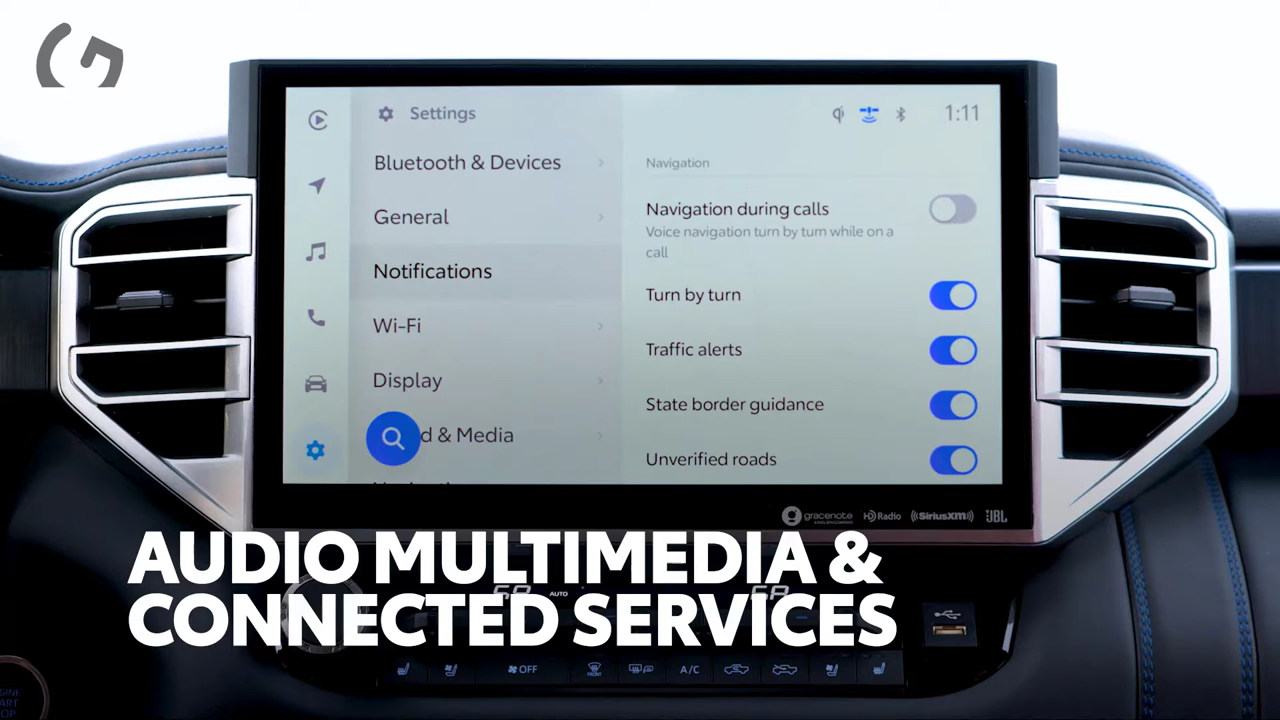 Settings
1:11
Bluetooth & Devices
General
Notifications
Wi-Fi
Display
d & Media
Navigation
Navigation during calls
Voice navigation turn by turn while on a
call
Turn by turn
Traffic alerts
State border guidance
Unverified roads
gracenote
HD Radio
((SiriusXM))
JBL
AUDIO MULTIMEDIA &
CONNECTED SERVICES
AUTO
OFF
FRONT
A/C